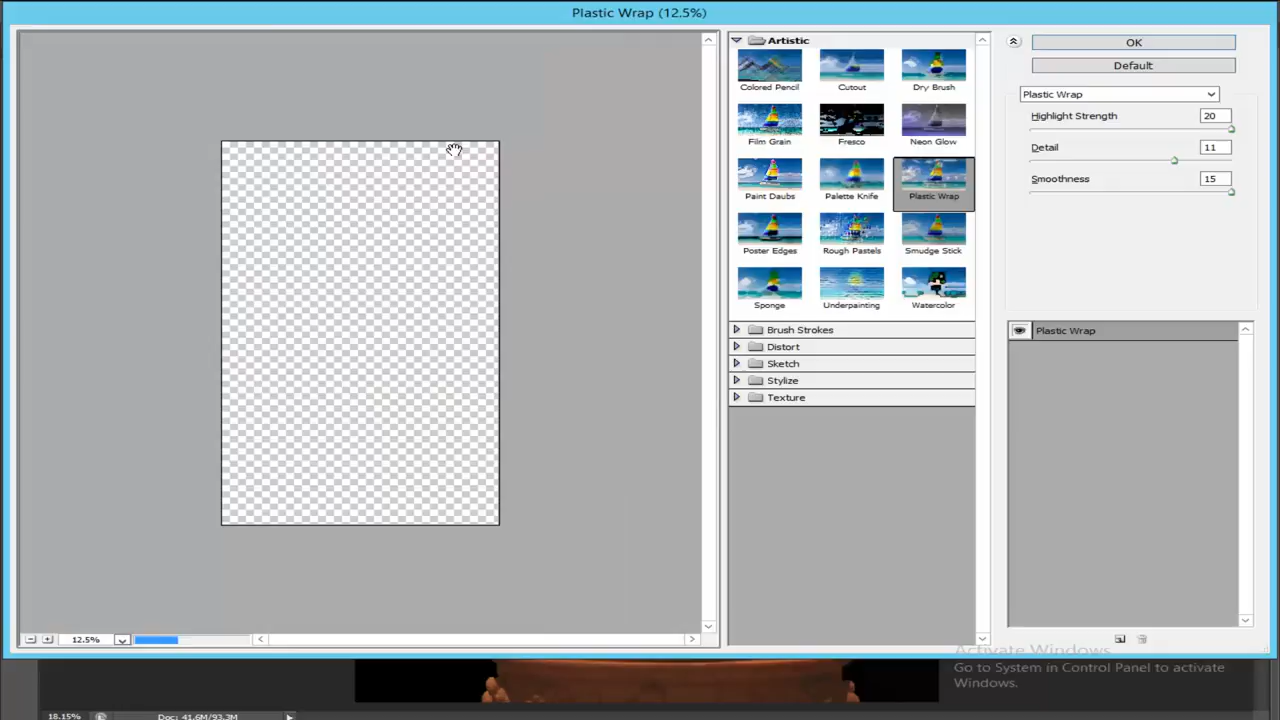 Plastic Wrap (12.5%)
Artistic
Colored Pencil
Cutout
Dry Brush
Film Grain
Fresco
Neon Glow
Paint Daubs
Palette Knife
Plastic Wrap
Poster Edges
Rough Pastels
Smudge Stick
Sponge
Underpainting
Watercolor
Brush Strokes
Distort
Sketch
Stylize
Texture
OK
Default
Plastic Wrap
Highlight Strength 20
Detail 11
Smoothness 15
Plastic Wrap
12.5%
Activate Windows
Go to System in Control Panel to activate
Windows.
18.15% Doc: 41.6M/93.3M